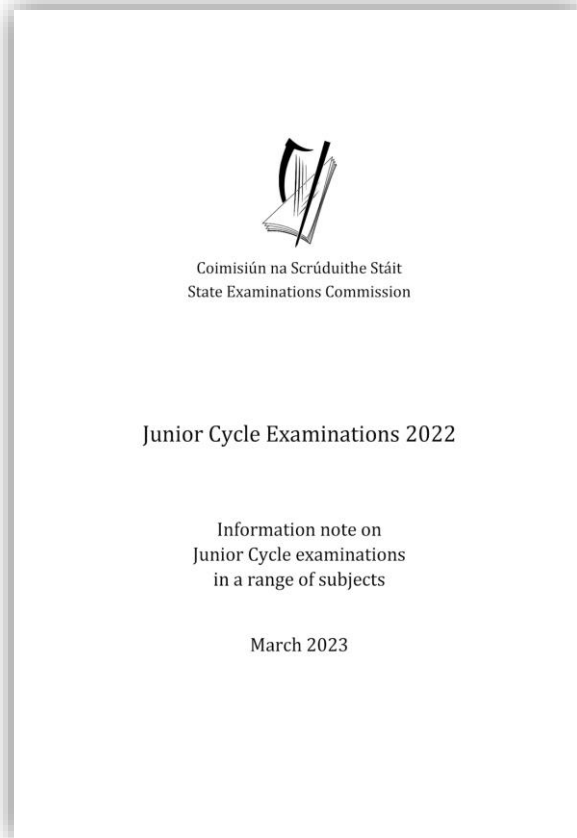 Coimisiún na Scrúduithe Stáit
State Examinations Commission
Junior Cycle Examinations 2022
Information note on
Junior Cycle examinations
in a range of subjects
March 2023